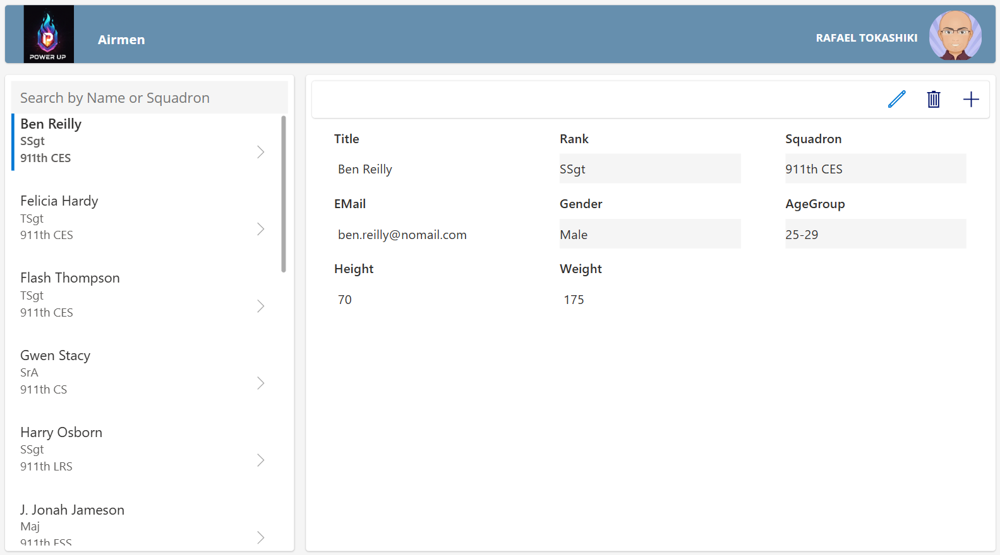 POWER UP
Airmen
RAFAEL TOKASHIKI
Search by Name or Squadron
Ben Reilly
SSgt
911th CES
Felicia Hardy
TSgt
911th CES
Flash Thompson
TSgt
911th CES
Gwen Stacy
SrA
911th CS
Harry Osborn
SSgt
911th LRS
J. Jonah Jameson
Maj
911th FSS
Title Rank Squadron
Ben Reilly SSgt 911th CES
EMail Gender AgeGroup
ben.reilly@nomail.com Male 25-29
Height Weight
70 175